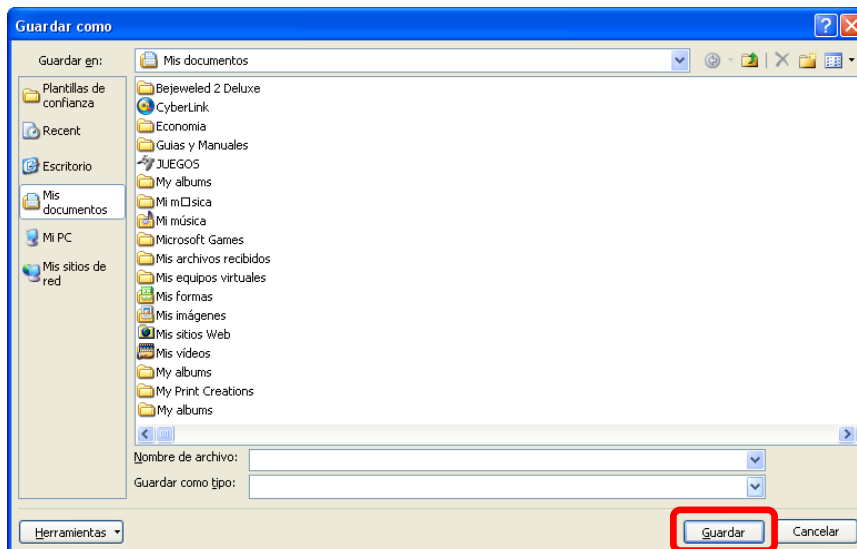 Guardar como
Guardar en: Mis documentos
Plantillas de confianza
Recent
Escritorio
Mis documentos
Mi PC
Mis sitios de red
Bejeweled 2 Deluxe
CyberLink
Economia
Guias y Manuales
JUEGOS
My albums
Mi m□sica
Mi música
Microsoft Games
Mis archivos recibidos
Mis equipos virtuales
Mis formas
Mis imágenes
Mis sitios Web
Mis vídeos
My albums
My Print Creations
My albums
Nombre de archivo:
Guardar como tipo:
Herramientas
Guardar
Cancelar